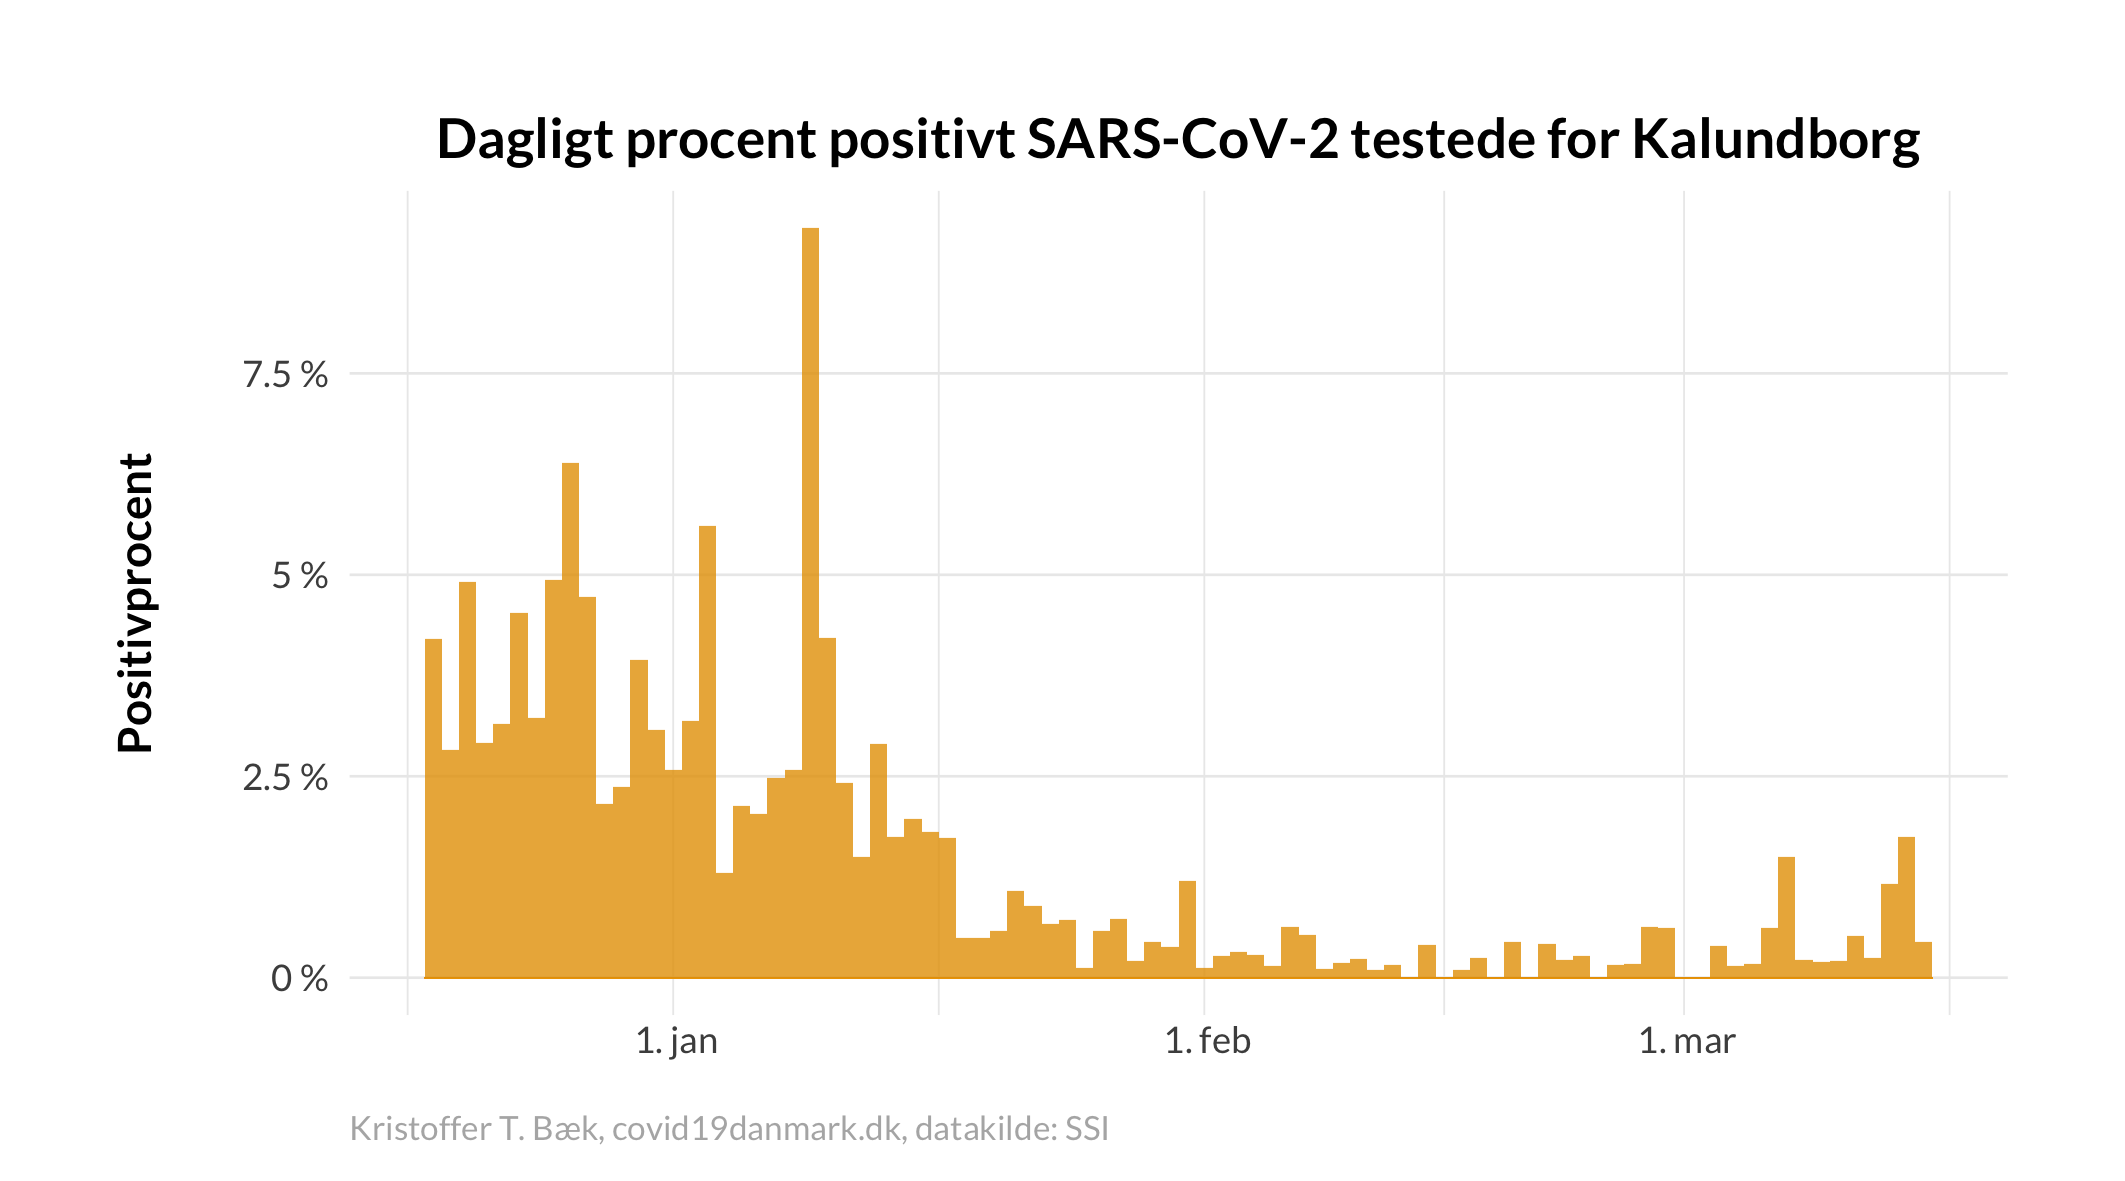 Dagligt procent positivt SARS-CoV-2 testede for Kalundborg
Positivprocent
7.5 %
5 %
2.5 %
0 %
1. jan
1. feb
1. mar
Kristoffer T. Bæk, covid19danmark.dk, datakilde: SSI